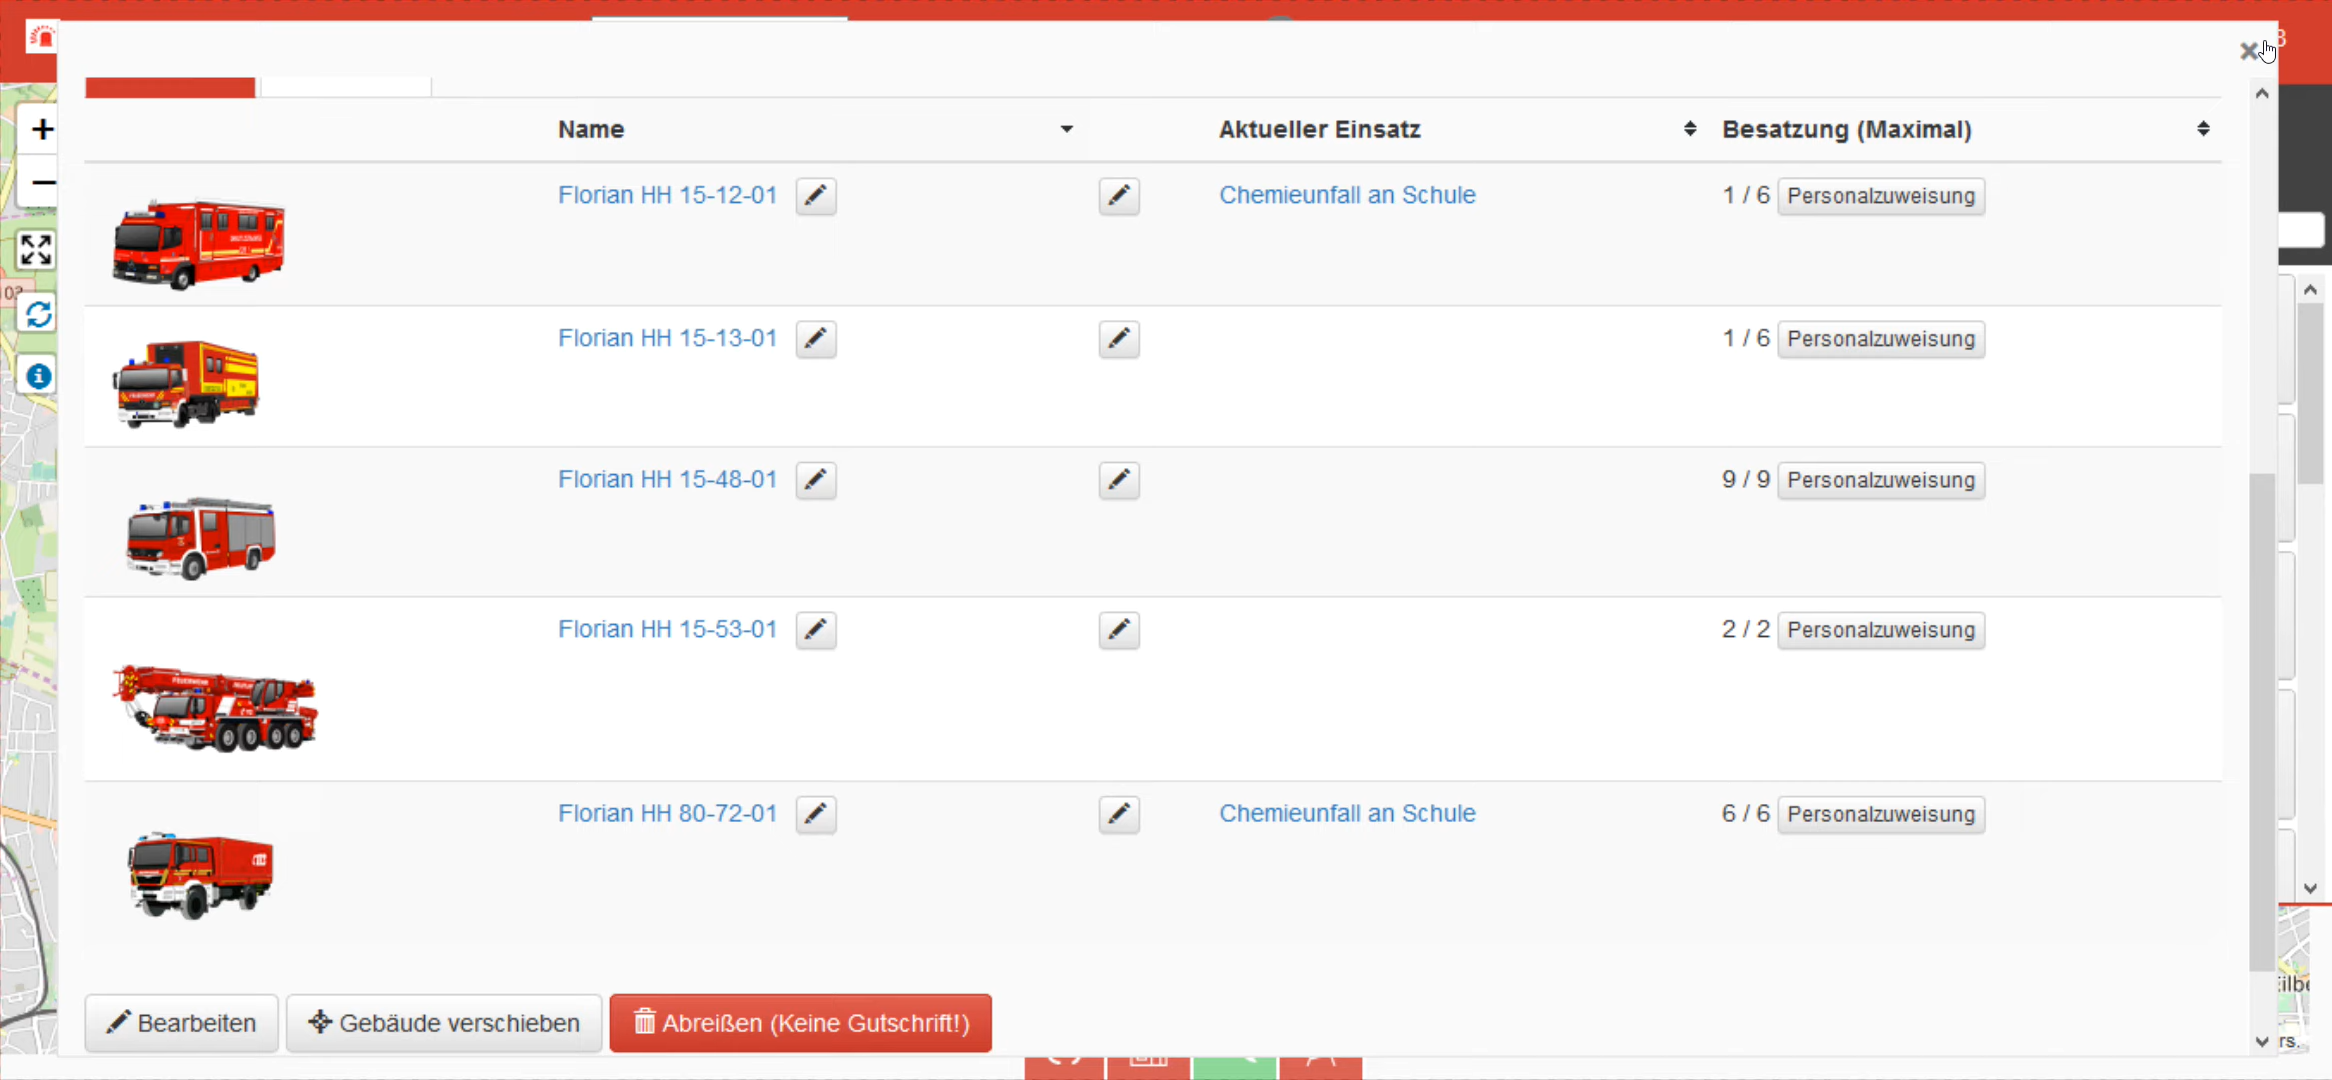 Name Aktueller Einsatz Besatzung (Maximal)
Florian HH 15-12-01 Chemieunfall an Schule 1 / 6 Personalzuweisung
Florian HH 15-13-01 1 / 6 Personalzuweisung
Florian HH 15-48-01 9 / 9 Personalzuweisung
Florian HH 15-53-01 2 / 2 Personalzuweisung
Florian HH 80-72-01 Chemieunfall an Schule 6 / 6 Personalzuweisung
Bearbeiten Gebäude verschieben Abreißen (Keine Gutschrift!)